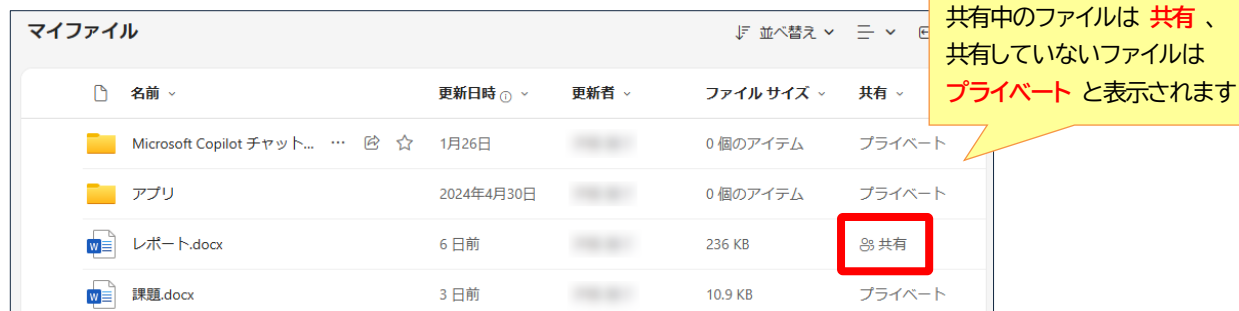 共有中のファイルは 共有 、
共有していないファイルは
プライベート と表示されます
マイファイル 並べ替え
名前 更新日時 更新者 ファイル サイズ 共有
Microsoft Copilot チャット... ... 1月26日 0 個のアイテム プライベート
アプリ 2024年4月30日 0 個のアイテム プライベート
レポート.docx 6 日前 236 KB 共有
課題.docx 3 日前 10.9 KB プライベート